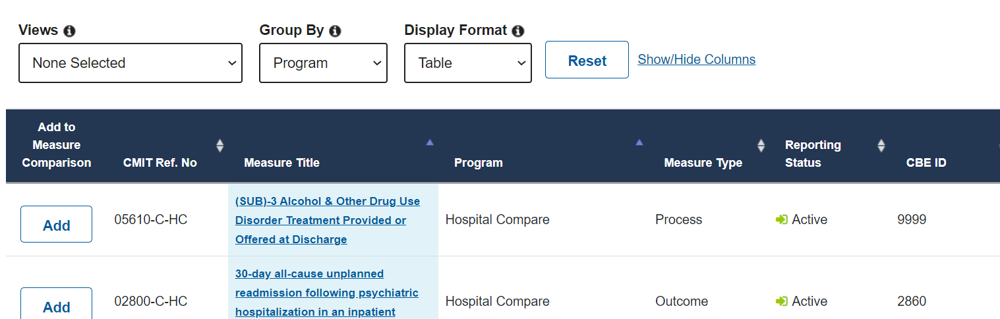 Views
Group By
Display Format
None Selected
Program
Table
Reset
Show/Hide Columns
Add to
Measure
Comparison
CMIT Ref. No
Measure Title
Program
Measure Type
Reporting
Status
CBE ID
Add
05610-C-HC
(SUB)-3 Alcohol & Other Drug Use
Disorder Treatment Provided or
Offered at Discharge
Hospital Compare
Process
Active
9999
Add
02800-C-HC
30-day all-cause unplanned
readmission following psychiatric
hospitalization in an inpatient
Hospital Compare
Outcome
Active
2860